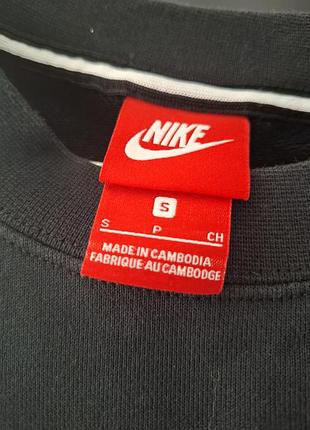 NIKE
S
S P CH
MADE IN CAMBODIA
FABRIQUE AU CAMBODGE